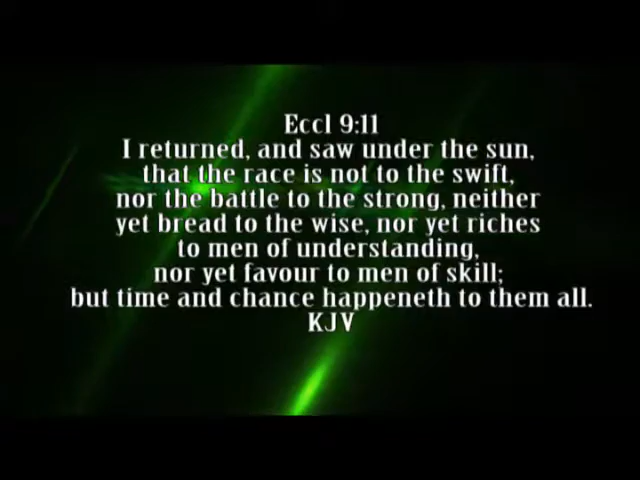 Eccl 9:11
I returned, and saw under the sun,
that the race is not to the swift,
nor the battle to the strong, neither
yet bread to the wise, nor yet riches
to men of understanding,
nor yet favour to men of skill;
but time and chance happeneth to them all.
KJV